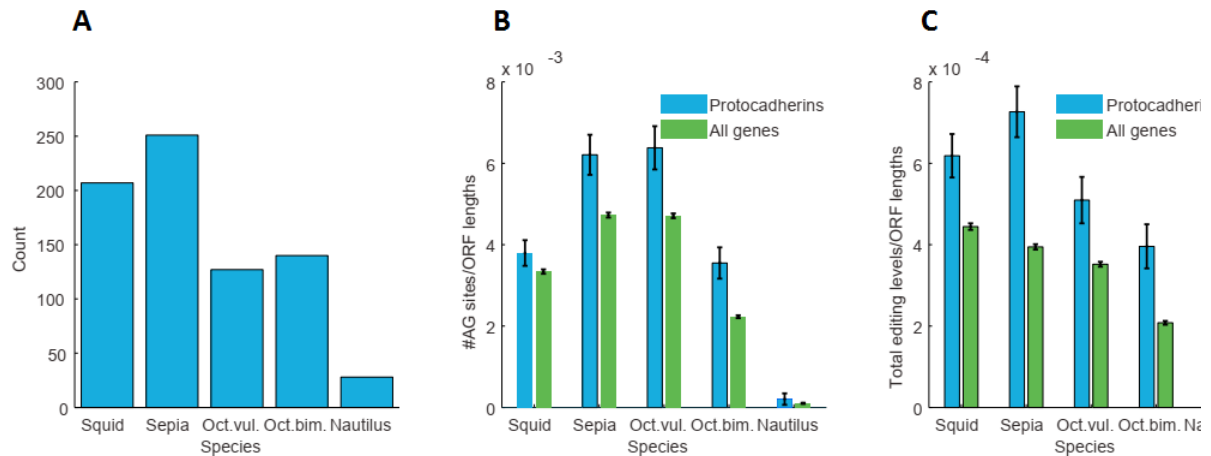 A
B
C
Count
300
250
200
150
100
50
0
Squid Sepia Oct.vul. Oct.bim. Nautilus
Species
8 x 10 -3
#AG sites/ORF lengths
6
4
2
0
Protocadherins
All genes
Squid Sepia Oct.vul. Oct.bim. Nautilus
Species
8 x 10 -4
Total editing levels/ORF lengths
6
4
2
0
Protocadheri
All genes
Squid Sepia Oct.vul. Oct.bim. Na
Species